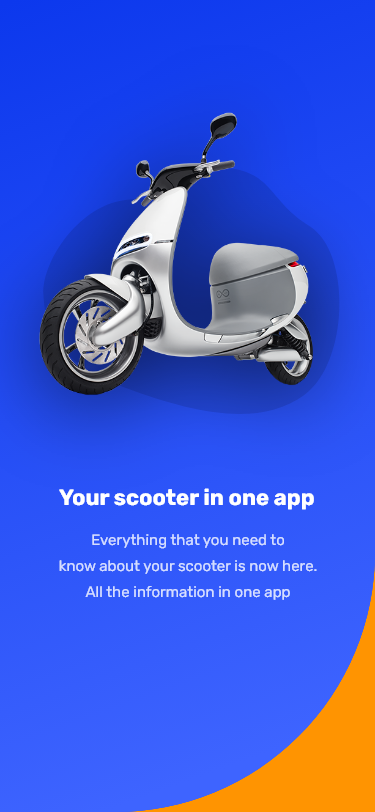 Your scooter in one app
Everything that you need to
know about your scooter is now here.
All the information in one app